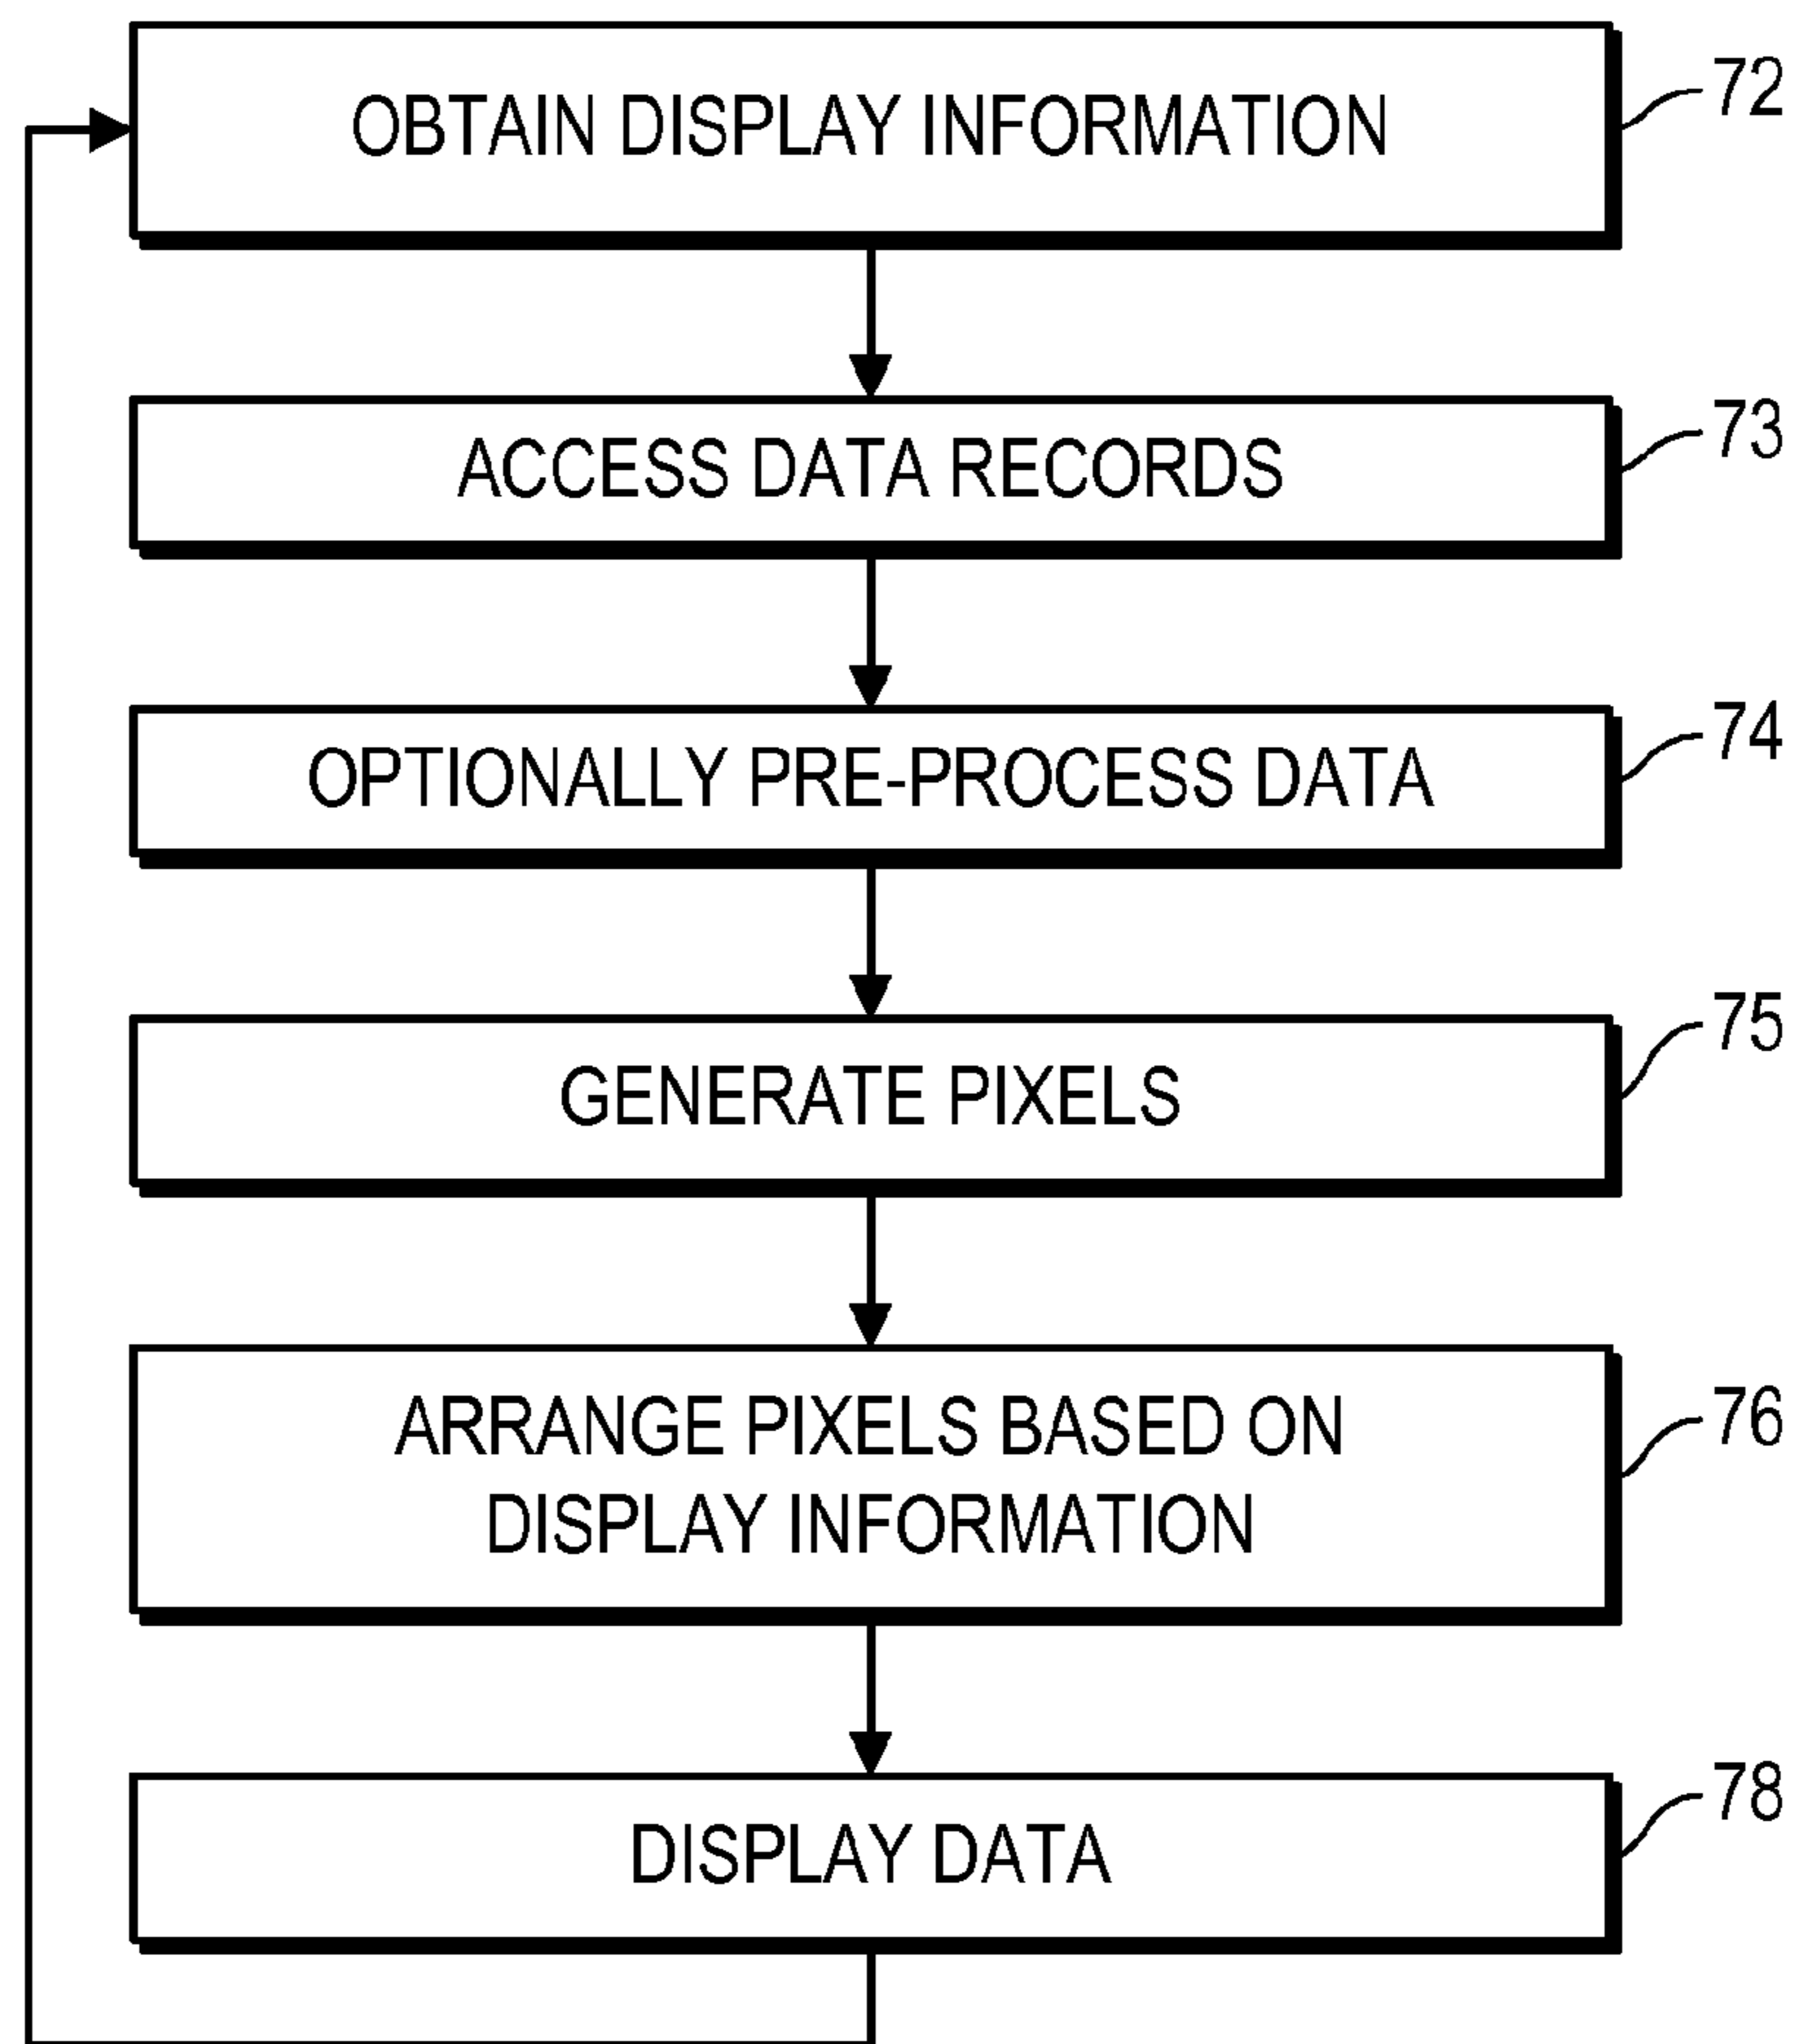 OBTAIN DISPLAY INFORMATION
72
ACCESS DATA RECORDS
73
OPTIONALLY PRE-PROCESS DATA
74
GENERATE PIXELS
75
ARRANGE PIXELS BASED ON
DISPLAY INFORMATION
76
DISPLAY DATA
78